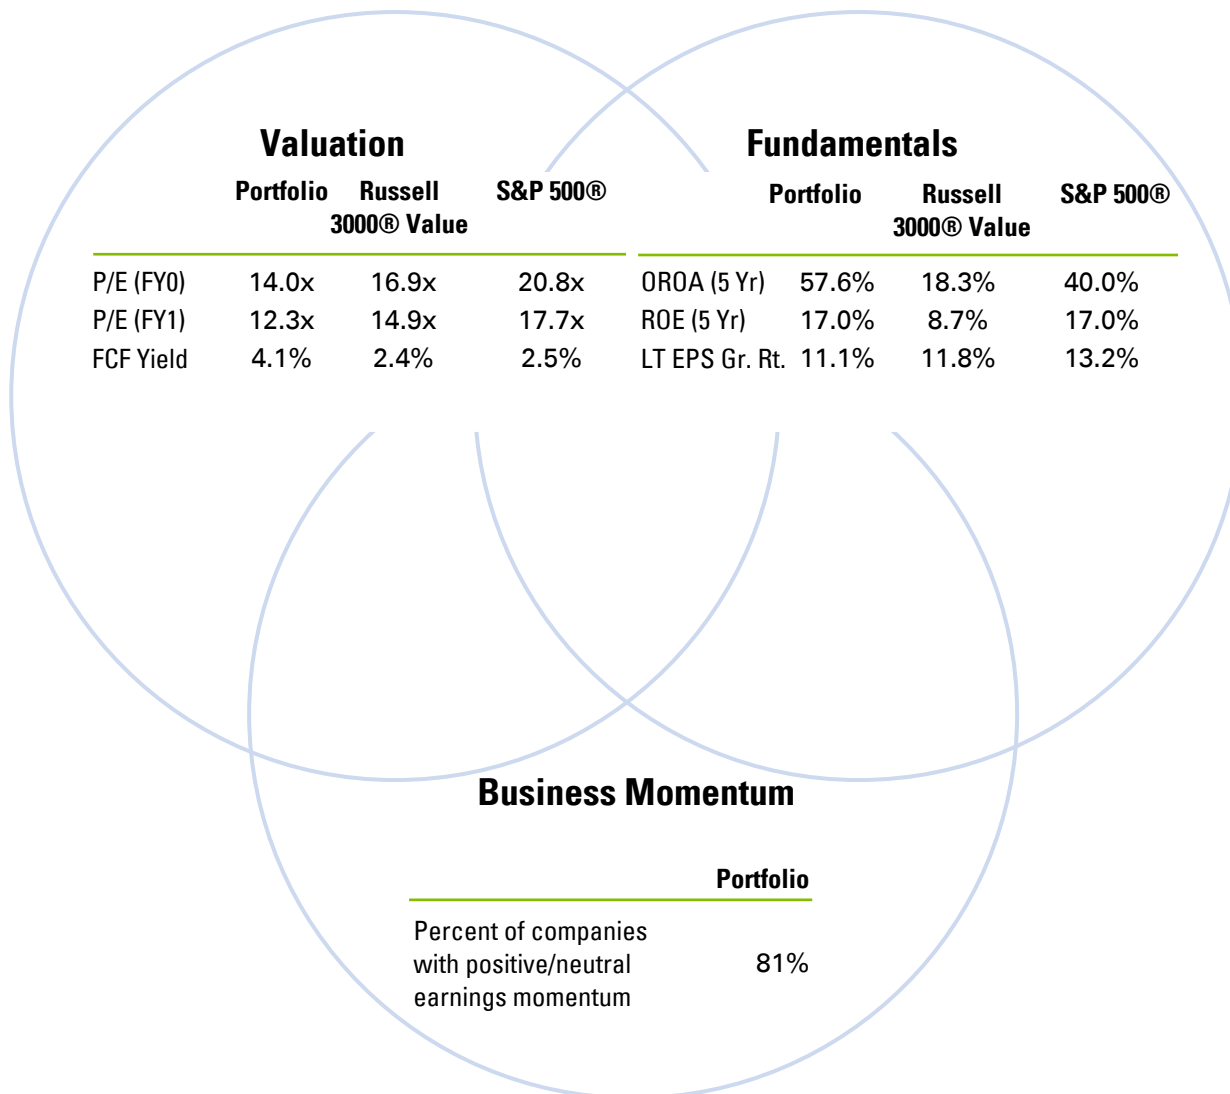 Valuation
Portfolio Russell 3000® Value S&P 500®
P/E (FY0) 14.0x 16.9x 20.8x
P/E (FY1) 12.3x 14.9x 17.7x
FCF Yield 4.1% 2.4% 2.5%
Fundamentals
Portfolio Russell 3000® Value S&P 500®
OROA (5 Yr) 57.6% 18.3% 40.0%
ROE (5 Yr) 17.0% 8.7% 17.0%
LT EPS Gr. Rt. 11.1% 11.8% 13.2%
Business Momentum
Portfolio
Percent of companies
with positive/neutral 81%
earnings momentum